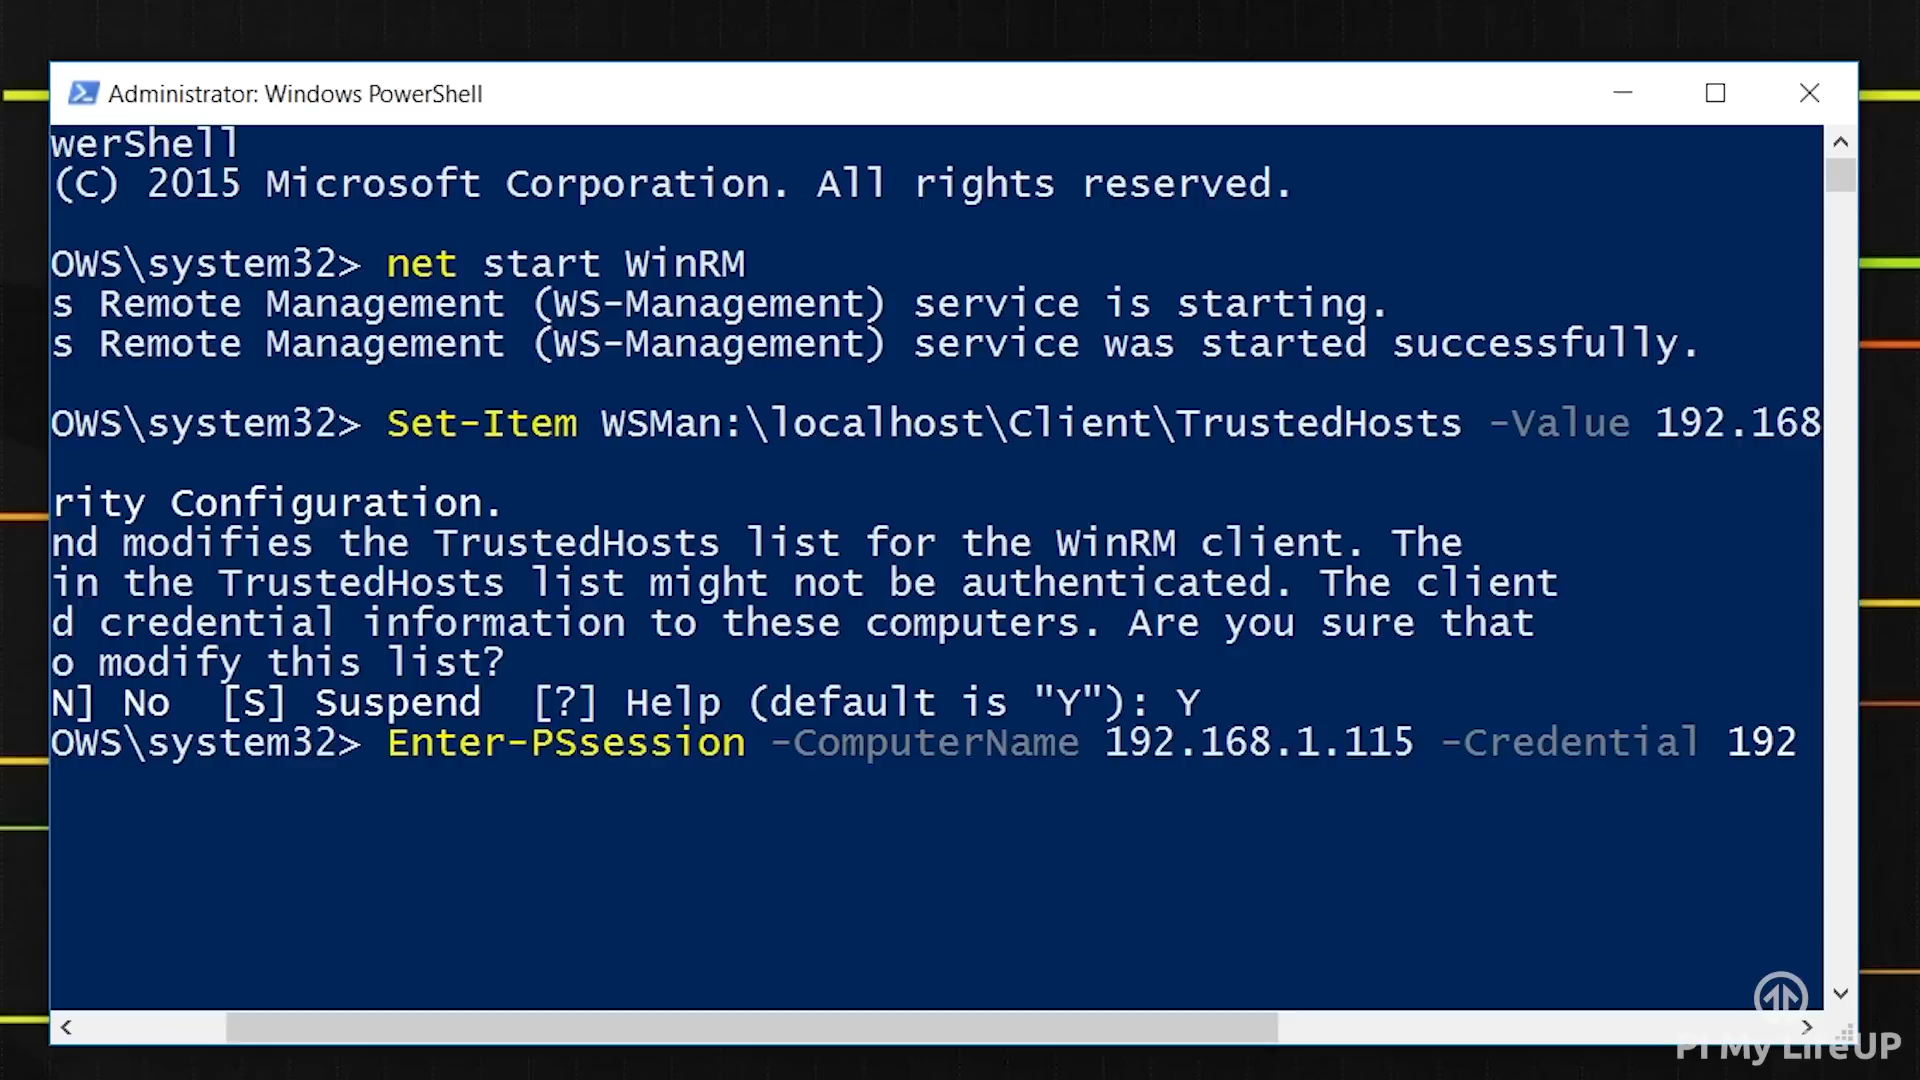 Administrator: Windows PowerShell
werShell
(C) 2015 Microsoft Corporation. All rights reserved.
OWS\system32> net start WinRM
s Remote Management (WS-Management) service is starting.
s Remote Management (WS-Management) service was started successfully.
OWS\system32> Set-Item WSMan:\localhost\Client\TrustedHosts -Value 192.168
rity Configuration.
nd modifies the TrustedHosts list for the WinRM client. The
in the TrustedHosts list might not be authenticated. The client
d credential information to these computers. Are you sure that
o modify this list?
N] No  [S] Suspend  [?] Help (default is "Y"): Y
OWS\system32> Enter-PSsession -ComputerName 192.168.1.115 -Credential 192
PI My LifeUP